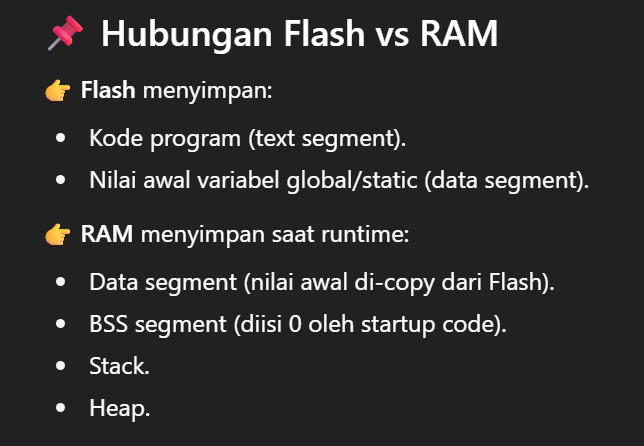 📌 Hubungan Flash vs RAM
👉 Flash menyimpan:
• Kode program (text segment).
• Nilai awal variabel global/static (data segment).
👉 RAM menyimpan saat runtime:
• Data segment (nilai awal di-copy dari Flash).
• BSS segment (diisi 0 oleh startup code).
• Stack.
• Heap.